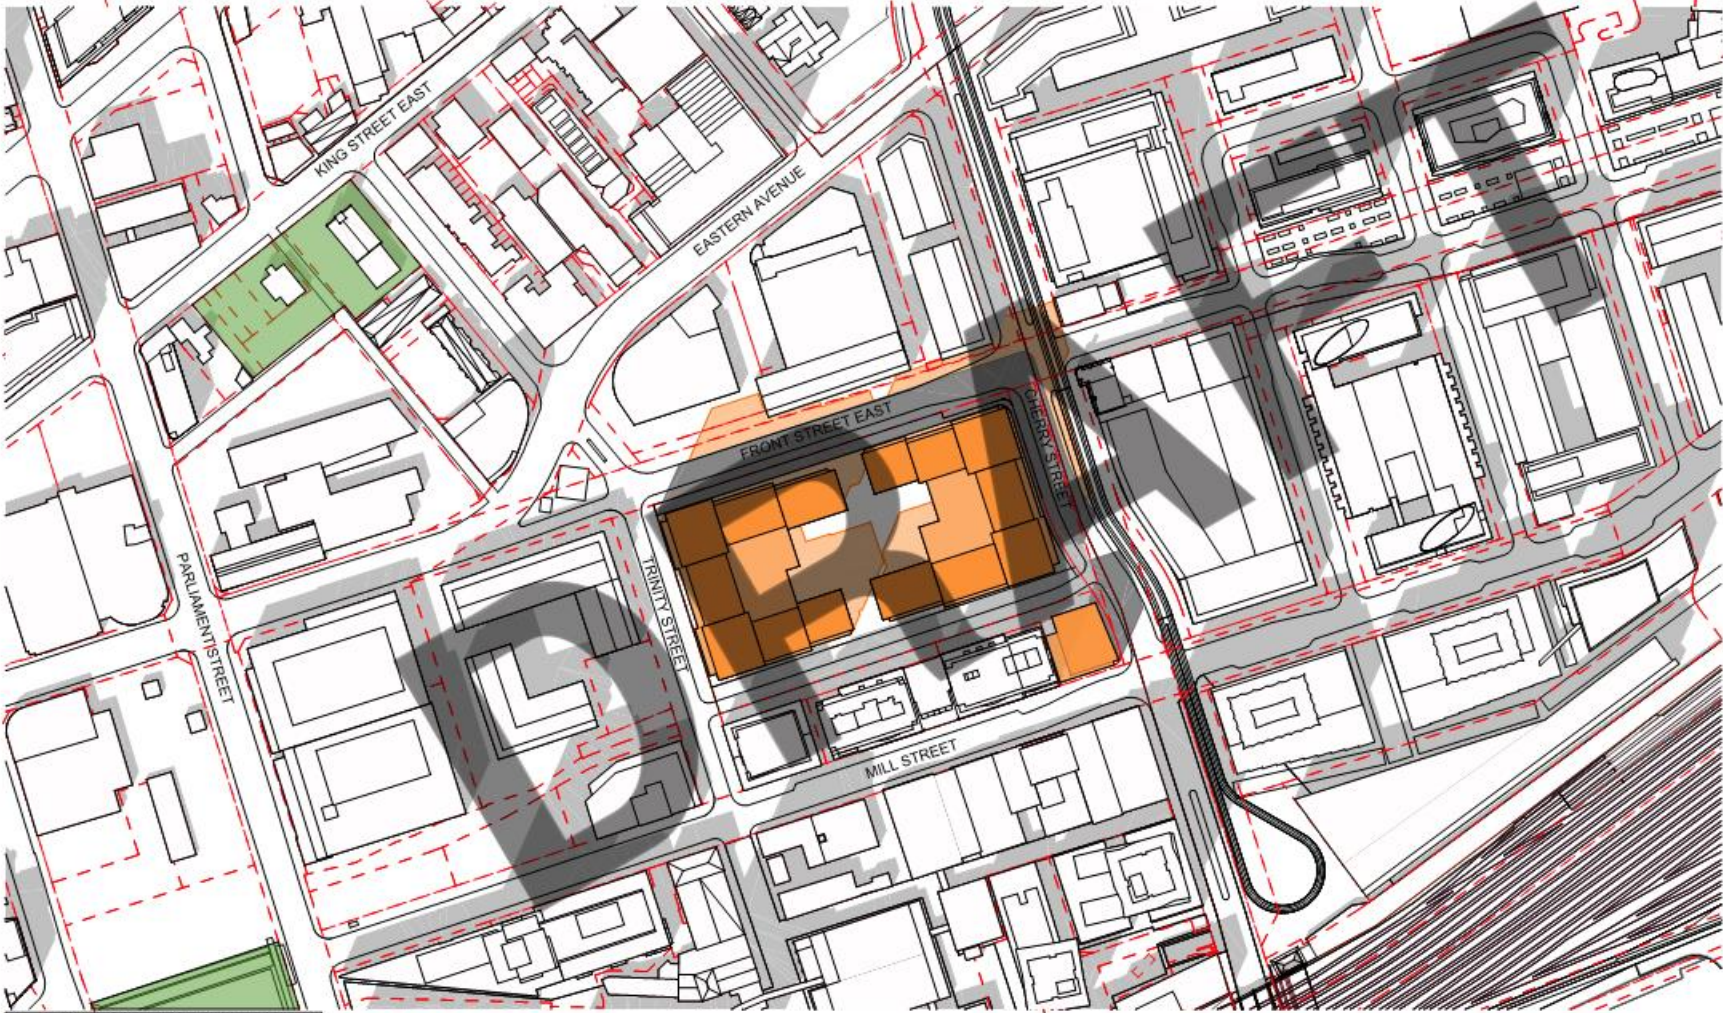 KING STREET EAST
EASTERN AVENUE
FRONT STREET EAST
CHERRY STREET
TRINITY STREET
PARLIAMENT STREET
MILL STREET
DRAFT